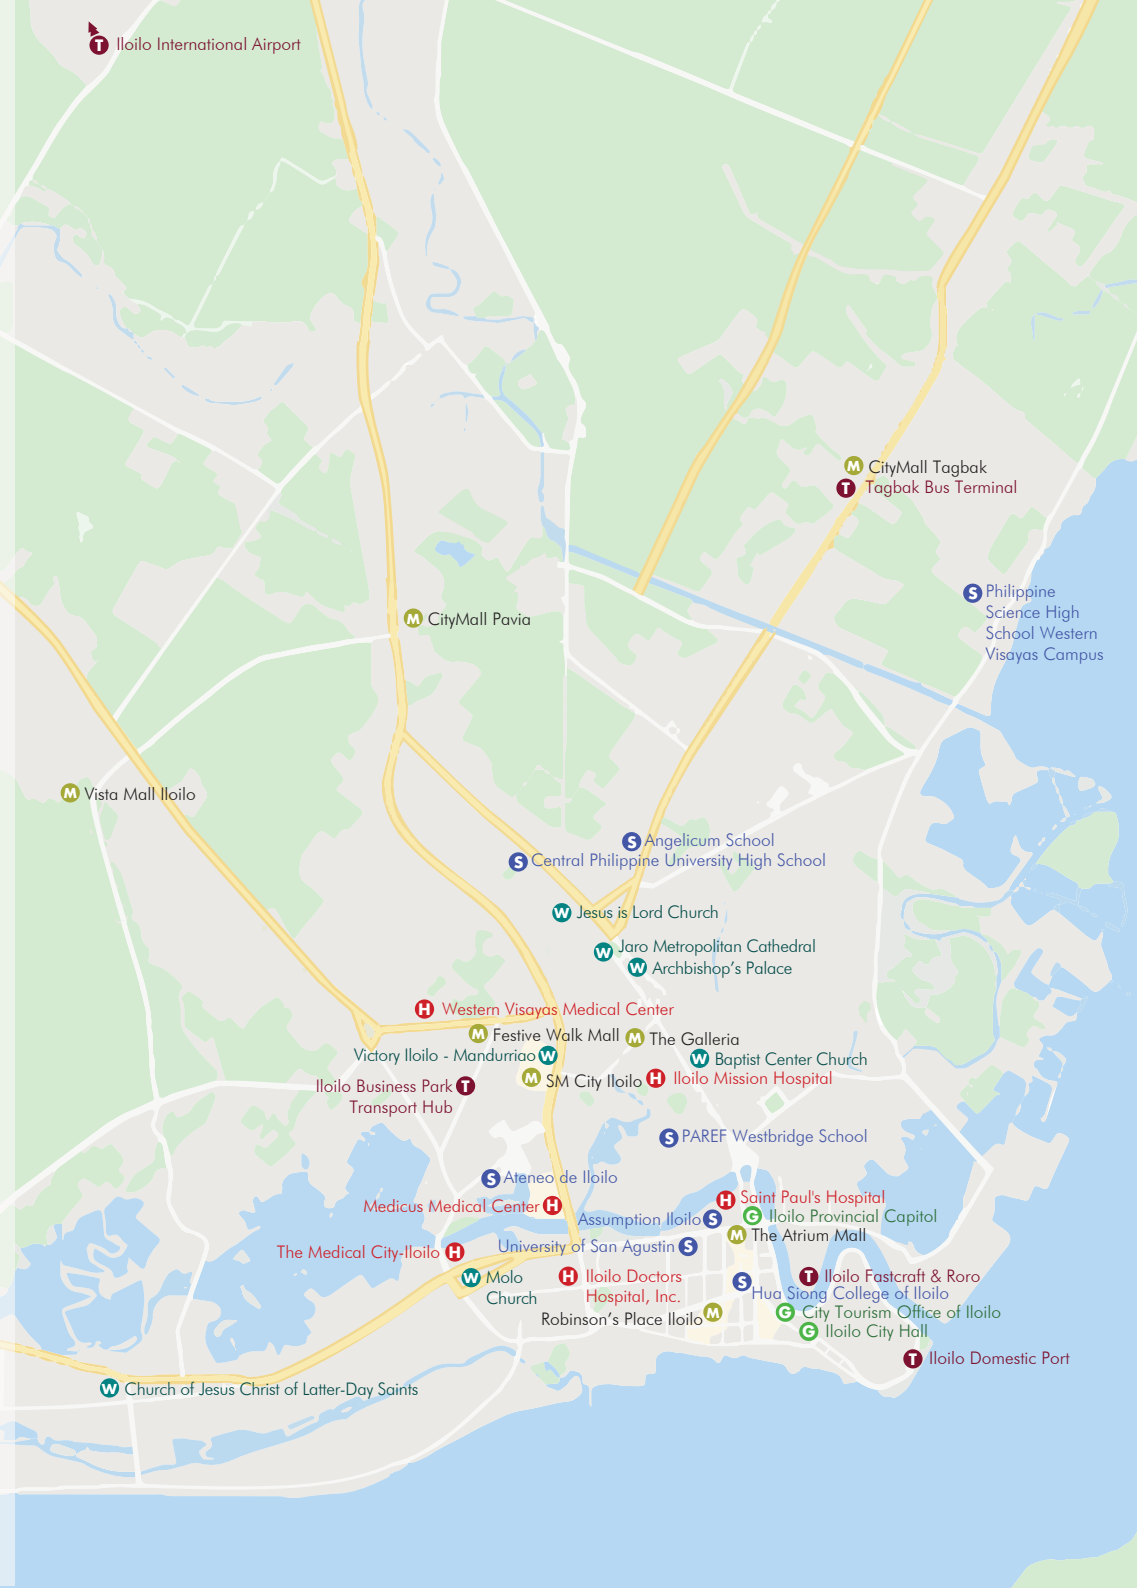 T Iloilo International Airport
M CityMall Tagbak
T Tagbak Bus Terminal
S Philippine
Science High
School Western
Visayas Campus
M CityMall Pavia
M Vista Mall Iloilo
S Angelicum School
S Central Philippine University High School
W Jesus is Lord Church
W Jaro Metropolitan Cathedral
W Archbishop's Palace
H Western Visayas Medical Center
M Festive Walk Mall
M The Galleria
Victory Iloilo - Mandurriao W
W Baptist Center Church
M SM City Iloilo
H Iloilo Mission Hospital
Iloilo Business Park T
Transport Hub
S PAREF Westbridge School
S Ateneo de Iloilo
H Saint Paul's Hospital
Medicus Medical Center H
G Iloilo Provincial Capitol
Assumption Iloilo S
M The Atrium Mall
University of San Agustin S
The Medical City-Iloilo H
W Molo
Church
H Iloilo Doctors
Hospital, Inc.
T Iloilo Fastcraft & Roro
S Hua Siong College of Iloilo
G City Tourism Office of Iloilo
Robinson's Place Iloilo M
G Iloilo City Hall
T Iloilo Domestic Port
W Church of Jesus Christ of Latter-Day Saints